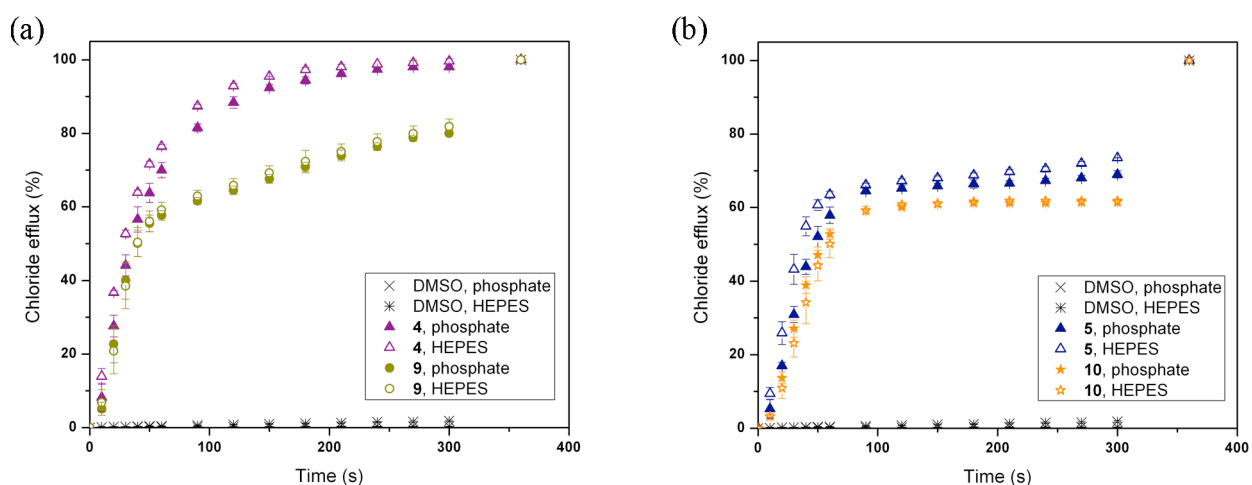 (a)
Chloride efflux (%)
100
80
60
40
20
0
DMSO, phosphate
DMSO, HEPES
4, phosphate
4, HEPES
9, phosphate
9, HEPES
0
100
200
300
400
Time (s)
(b)
Chloride efflux (%)
100
80
60
40
20
0
DMSO, phosphate
DMSO, HEPES
5, phosphate
5, HEPES
10, phosphate
10, HEPES
0
100
200
300
400
Time (s)